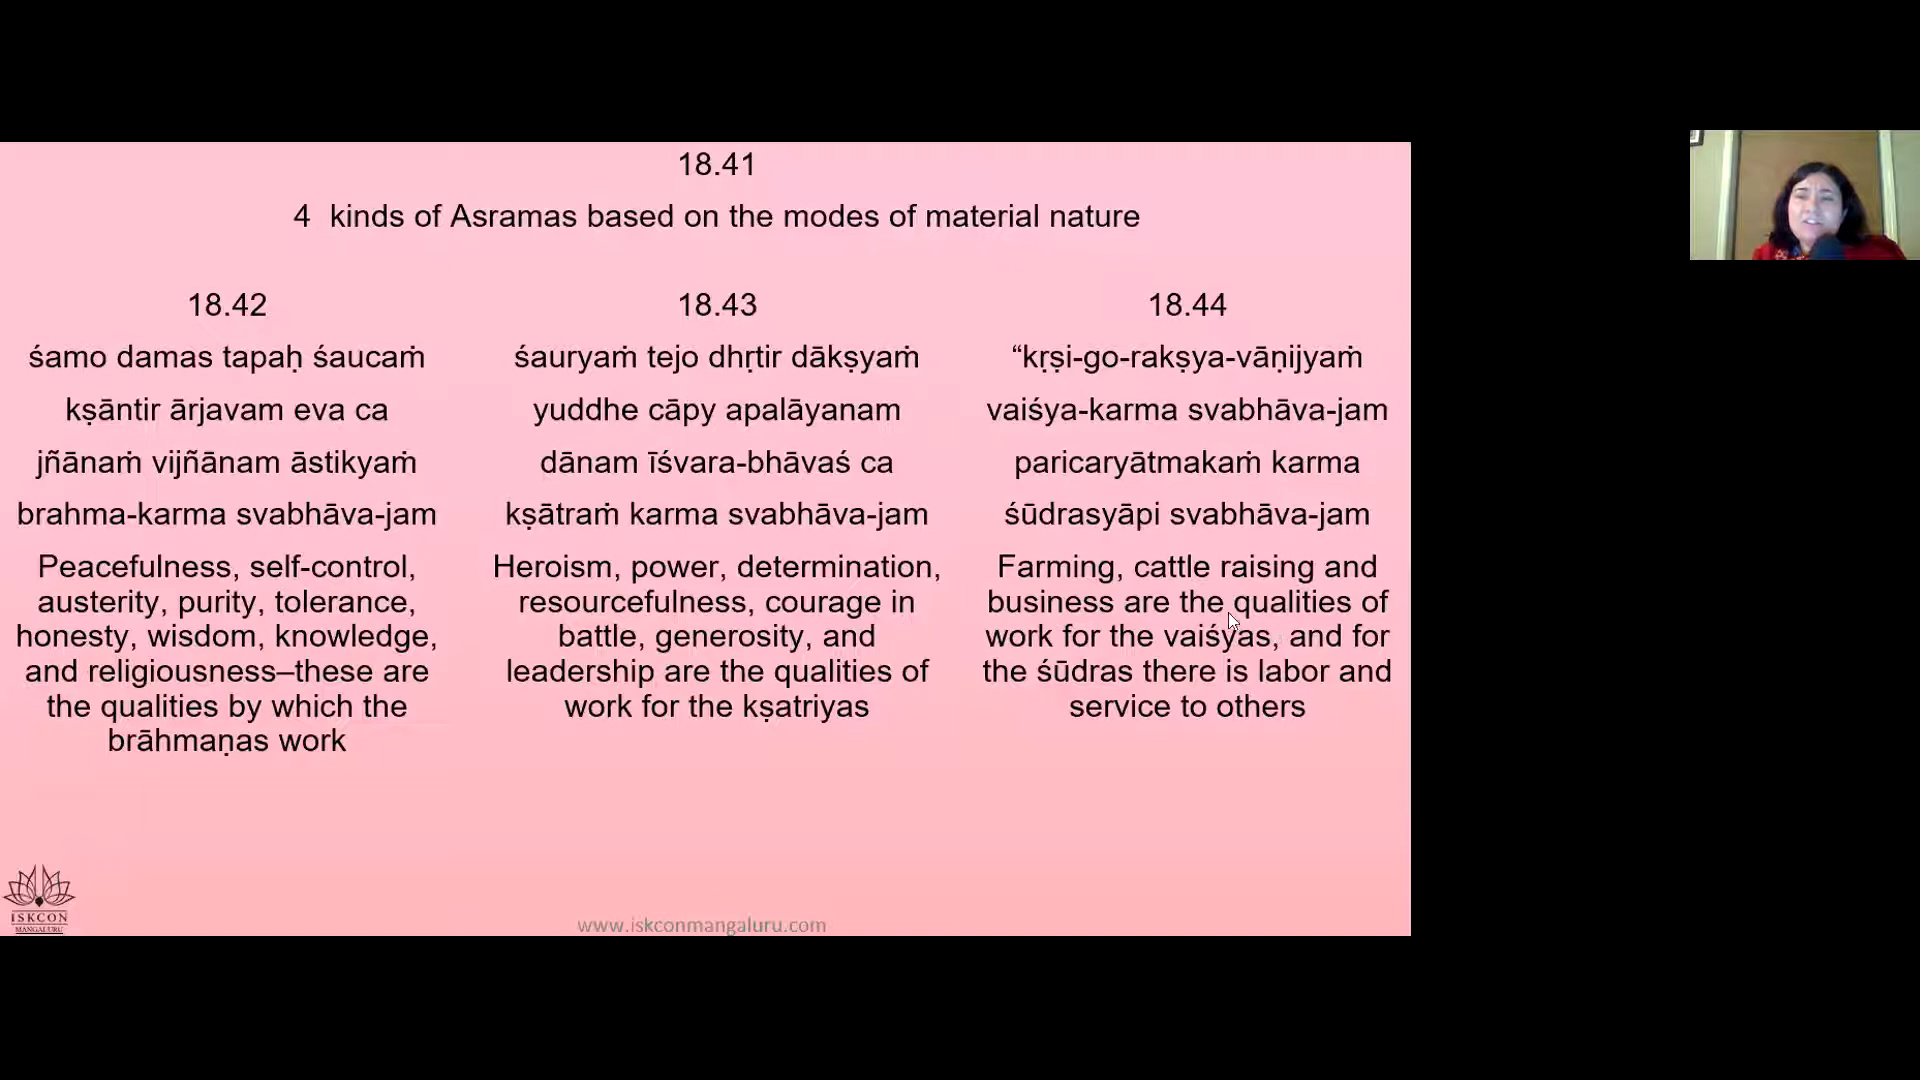 18.41
4  kinds of Asramas based on the modes of material nature
18.42
śamo damas tapaḥ śaucaṁ
kṣāntir ārjavam eva ca
jñānaṁ vijñānam āstikyaṁ
brahma-karma svabhāva-jam
Peacefulness, self-control,
austerity, purity, tolerance,
honesty, wisdom, knowledge,
and religiousness–these are
the qualities by which the
brāhmaṇas work
18.43
śauryaṁ tejo dhṛtir dākṣyaṁ
yuddhe cāpy apalāyanam
dānam īśvara-bhāvaś ca
kṣātraṁ karma svabhāva-jam
Heroism, power, determination,
resourcefulness, courage in
battle, generosity, and
leadership are the qualities of
work for the kṣatriyas
18.44
“kṛṣi-go-rakṣya-vāṇijyaṁ
vaiśya-karma svabhāva-jam
paricaryātmakaṁ karma
śūdrasyāpi svabhāva-jam
Farming, cattle raising and
business are the qualities of
work for the vaiśyas, and for
the śūdras there is labor and
service to others
ISKCON
MANGALURU
www.iskconmangaluru.com